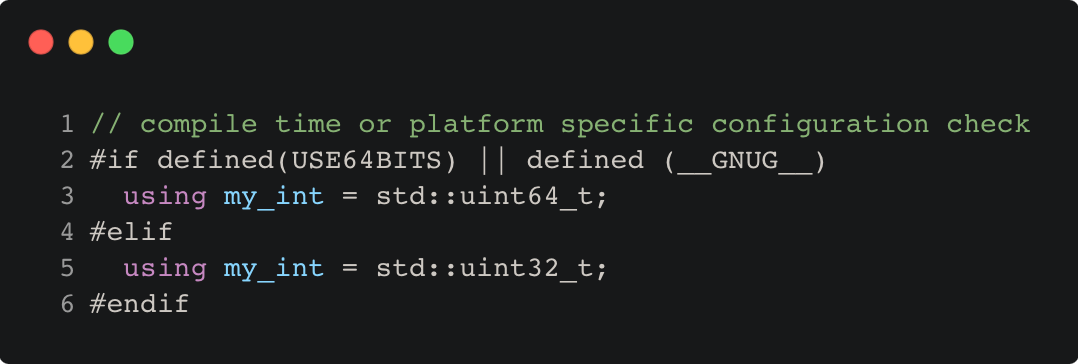 1 // compile time or platform specific configuration check
2 #if defined(USE64BITS) || defined (__GNUG__)
3   using my_int = std::uint64_t;
4 #elif
5   using my_int = std::uint32_t;
6 #endif